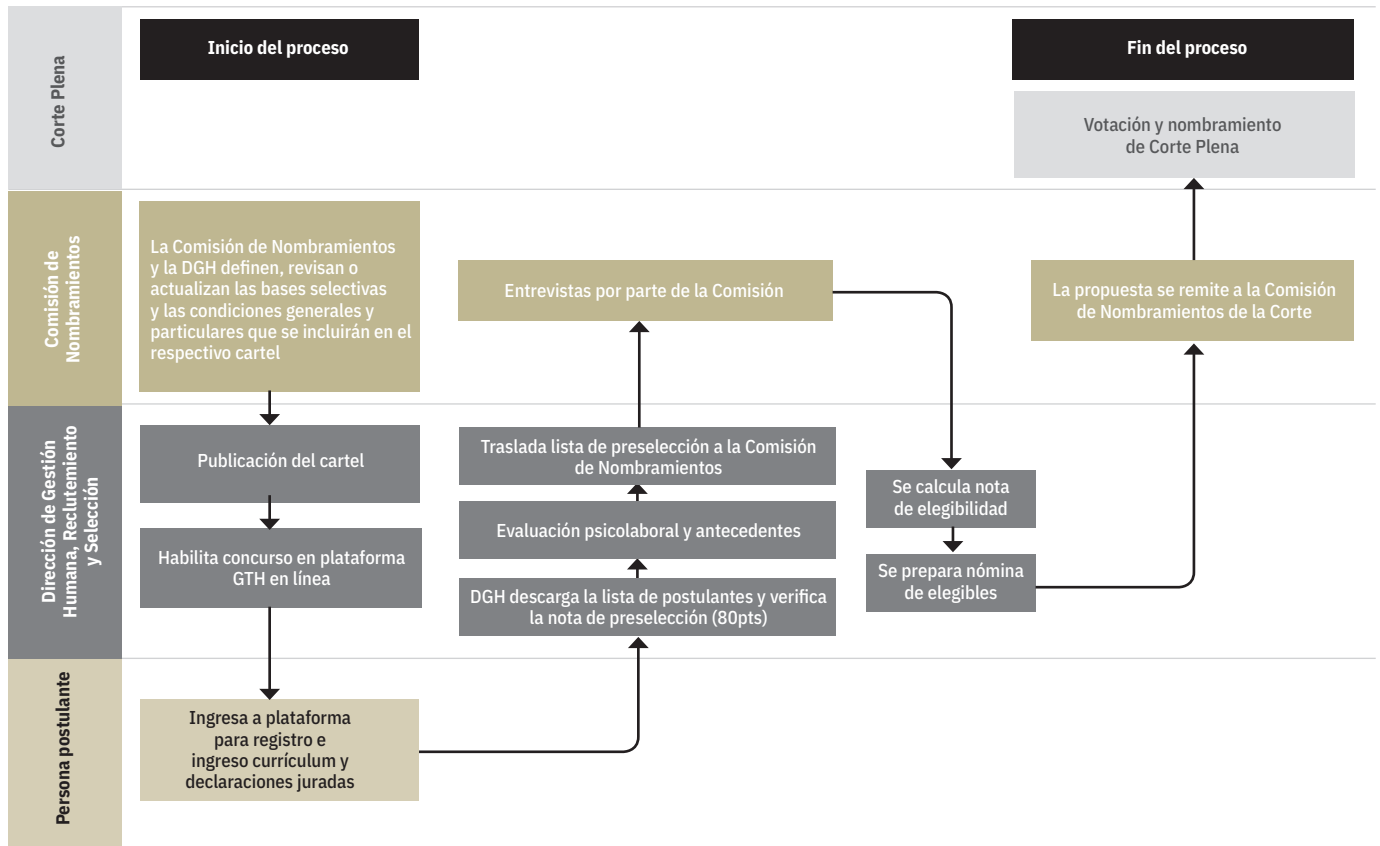 Corte Plena
Inicio del proceso
Fin del proceso
Votación y nombramiento
de Corte Plena
Comisión de
Nombramientos
La Comisión de Nombramientos
y la DGH definen, revisan o
actualizan las bases selectivas
y las condiciones generales y
particulares que se incluirán en el
respectivo cartel
Entrevistas por parte de la Comisión
La propuesta se remite a la Comisión
de Nombramientos de la Corte
Dirección de Gestión
Humana, Reclutemiento
y Selección
Publicación del cartel
Habilita concurso en plataforma
GTH en línea
Traslada lista de preselección a la Comisión
de Nombramientos
Evaluación psicolaboral y antecedentes
DGH descarga la lista de postulantes y verifica
la nota de preselección (80pts)
Se calcula nota
de elegibilidad
Se prepara nómina
de elegibles
Persona postulante
Ingresa a plataforma
para registro e
ingreso currículum y
declaraciones juradas